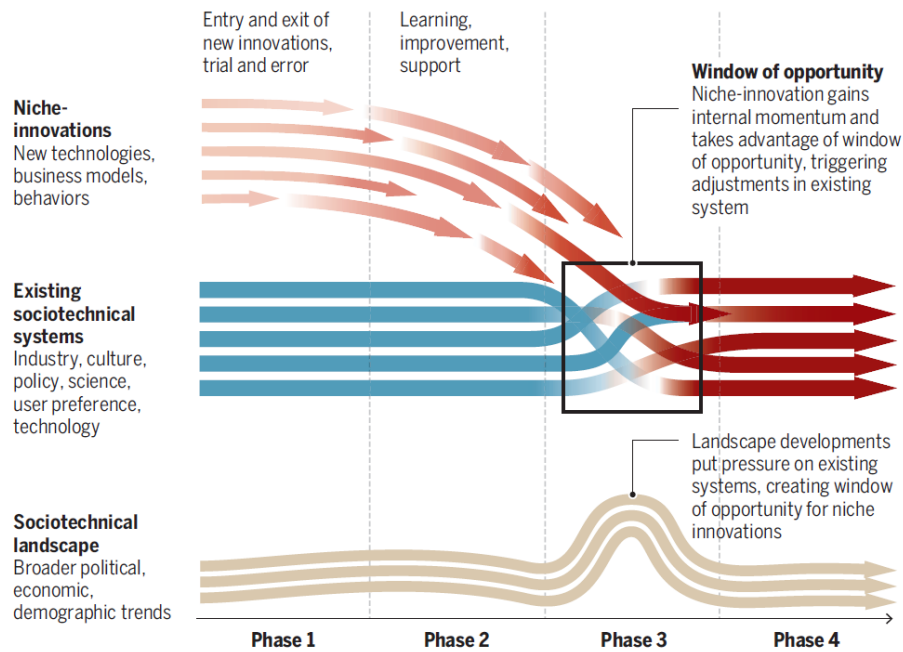 Entry and exit of
new innovations,
trial and error
Learning,
improvement,
support
Window of opportunity
Niche-innovation gains
internal momentum and
takes advantage of window
of opportunity, triggering
adjustments in existing
system
Niche-
innovations
New technologies,
business models,
behaviors
Existing
sociotechnical
systems
Industry, culture,
policy, science,
user preference,
technology
Landscape developments
put pressure on existing
systems, creating window
of opportunity for niche
innovations
Sociotechnical
landscape
Broader political,
economic,
demographic trends
Phase 1
Phase 2
Phase 3
Phase 4